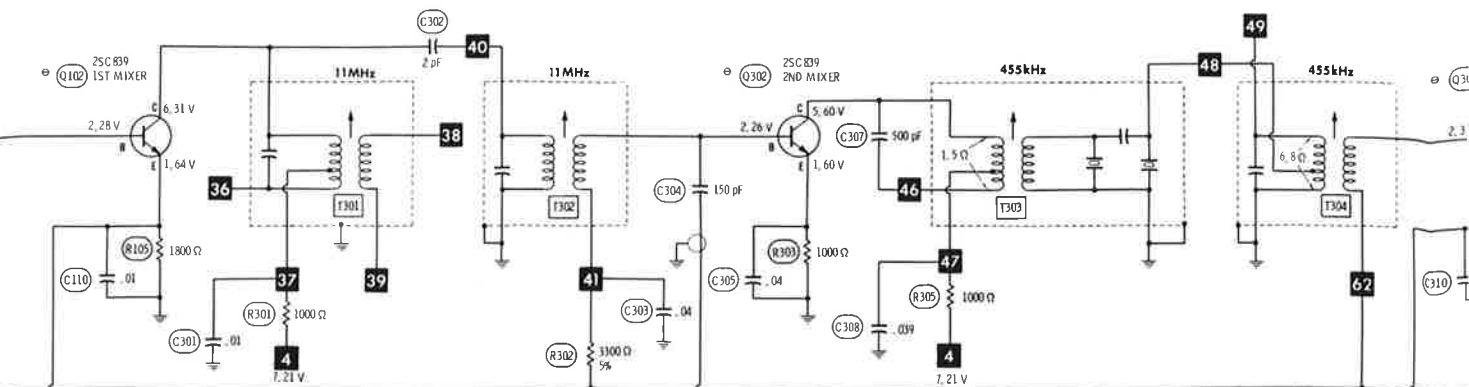 C302
2 pF
40
49
48
2SC839
Q102 1ST MIXER
11MHz
11MHz
2SC839
Q302 2ND MIXER
455kHz
455kHz
C 6.31 V
2.28 V
B
E
1.64 V
38
36
T301
T302
C304
150 pF
C 5.60 V
2.26 V
B
E
1.60 V
C307
500 pF
1.5 Ω
46
T303
6.8 Ω
T304
2.3
R105
1800 Ω
C110
.01
37
39
41
R303
1000 Ω
C305
.04
47
62
C310
R301
1000 Ω
C301
.01
4
7.21 V
C303
.04
R302
3300 Ω
5%
R305
1000 Ω
C308
.039
4
7.21 V